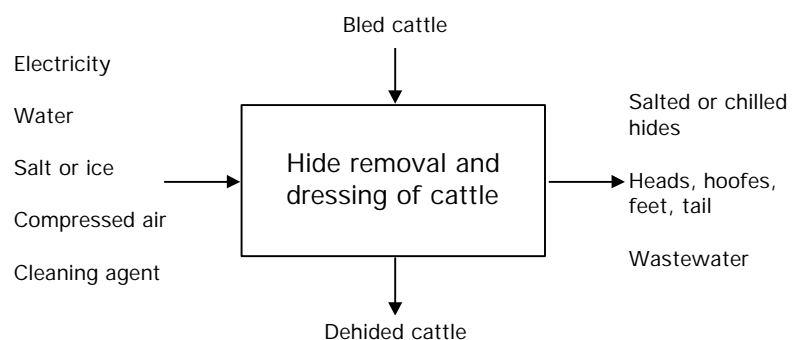 Bled cattle
Electricity
Water
Salt or ice
Compressed air
Cleaning agent
Hide removal and
dressing of cattle
Salted or chilled
hides
Heads, hoofes,
feet, tail
Wastewater
Dehided cattle